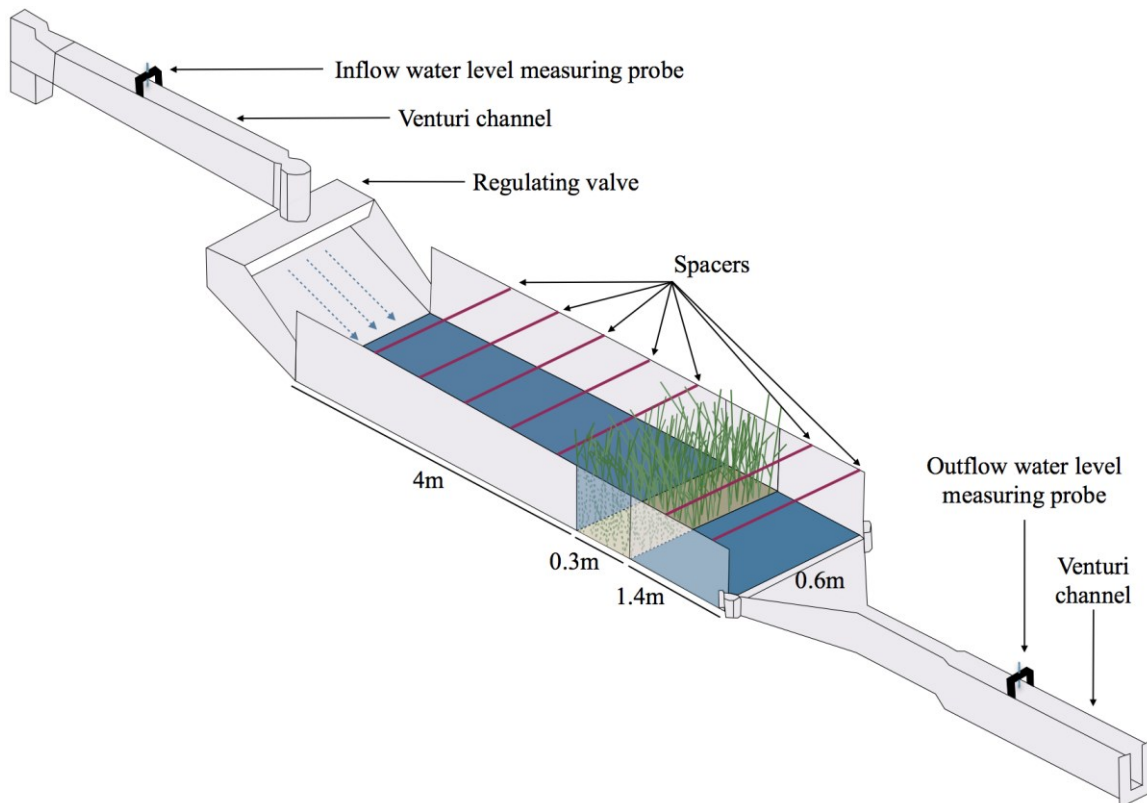 Inflow water level measuring probe
Venturi channel
Regulating valve
Spacers
4m
0.3m
1.4m
0.6m
Outflow water level
measuring probe
Venturi
channel